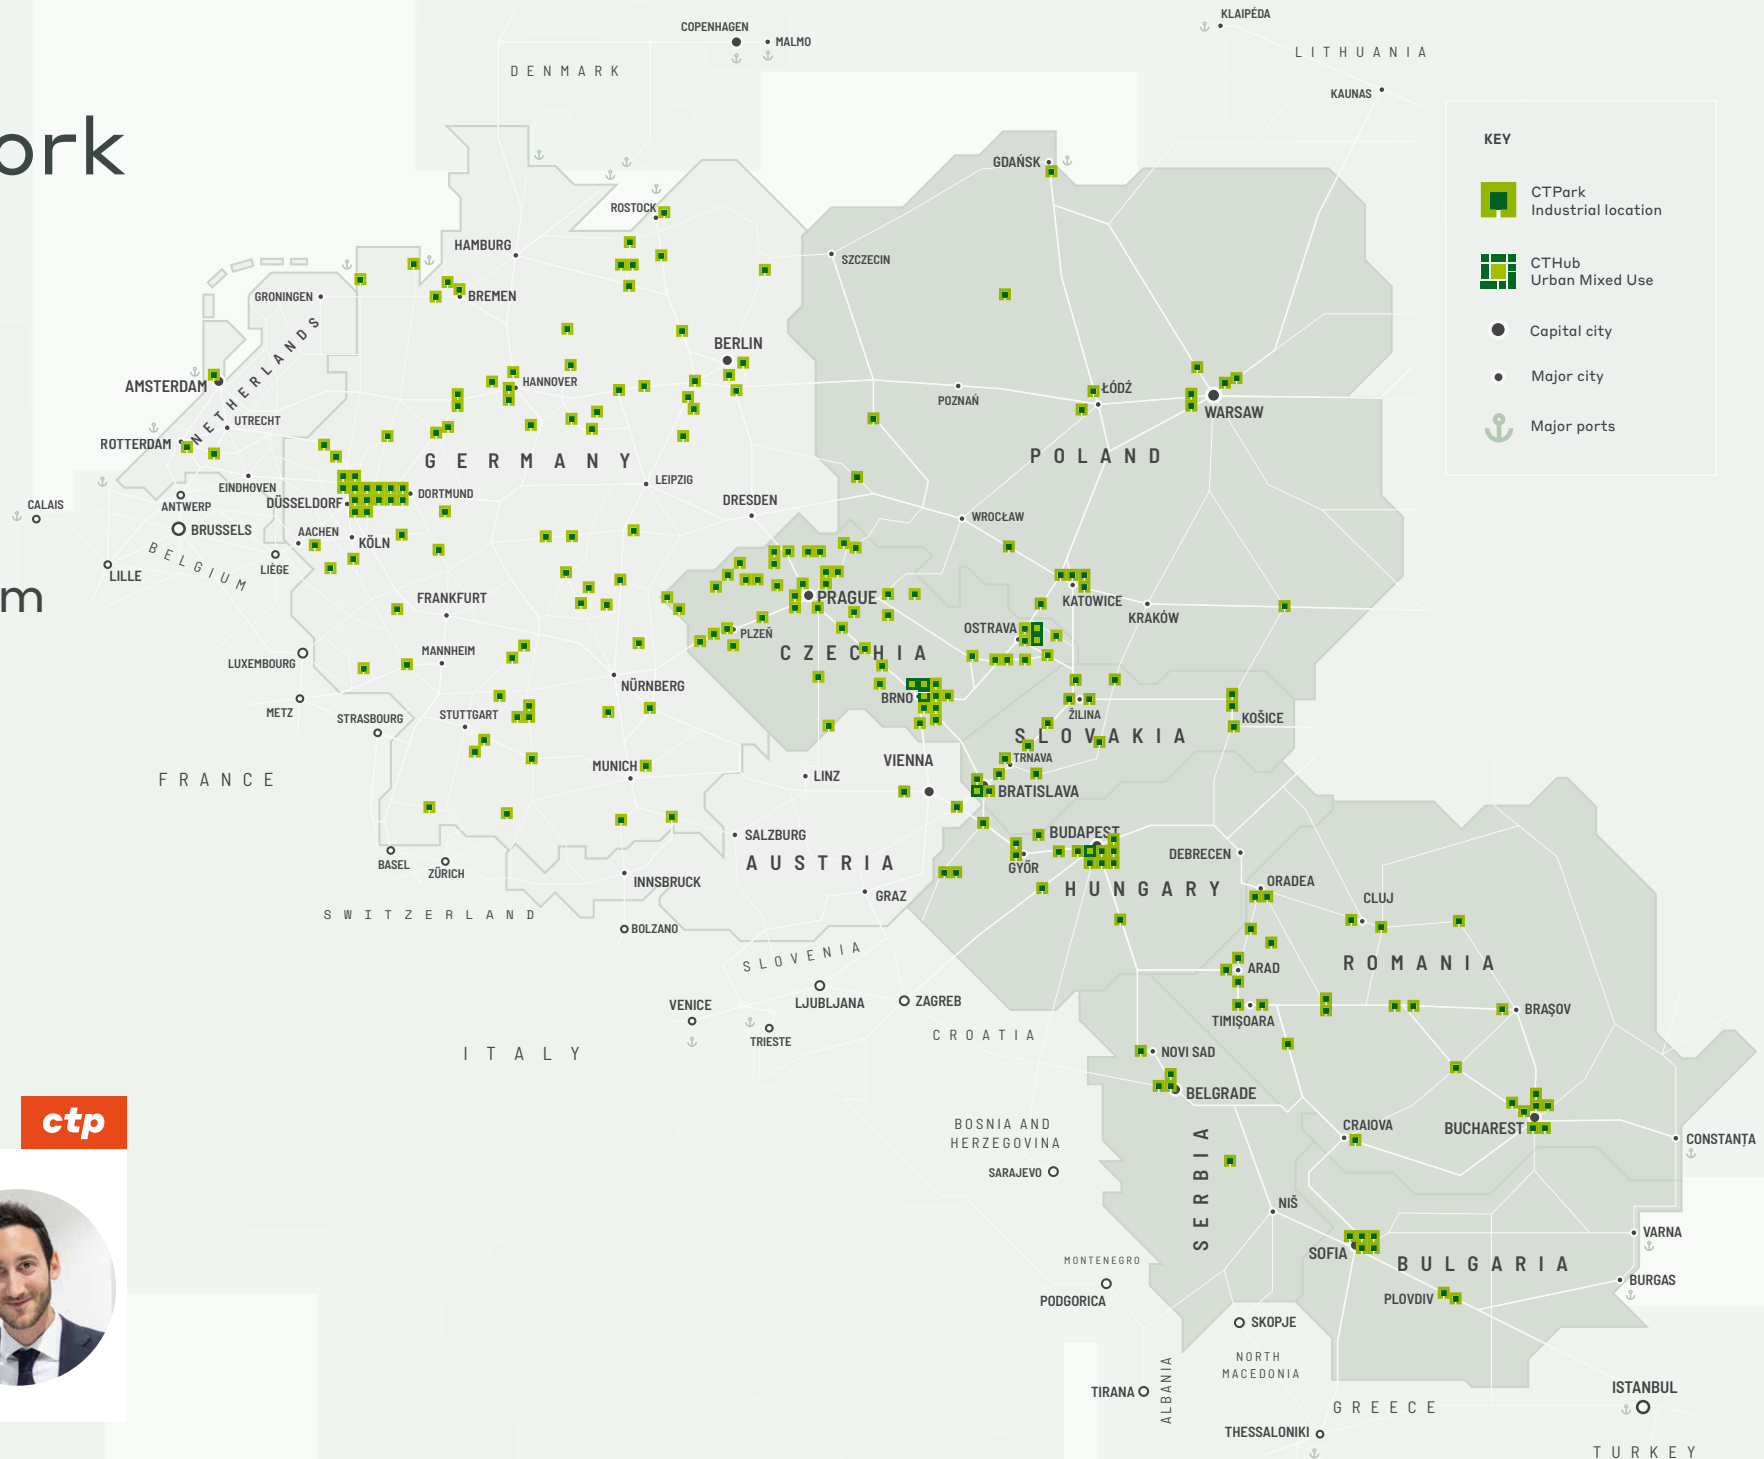 ork
m
ctp
KEY
CTPark
Industrial location
CTHub
Urban Mixed Use
Capital city
Major city
Major ports
COPENHAGEN
MALMO
KLAIPĖDA
LITHUANIA
KAUNAS
DENMARK
GDAŃSK
ROSTOCK
HAMBURG
SZCZECIN
GRONINGEN
BREMEN
NETHERLANDS
BERLIN
AMSTERDAM
HANNOVER
POZNAŃ
ŁÓDŹ
WARSAW
UTRECHT
ROTTERDAM
GERMANY
POLAND
EINDHOVEN
LEIPZIG
DORTMUND
DÜSSELDORF
ANTWERP
CALAIS
DRESDEN
WROCŁAW
BRUSSELS
AACHEN
KÖLN
BELGIUM
LIÈGE
LILLE
FRANKFURT
PRAGUE
KATOWICE
KRAKÓW
OSTRAVA
PLZEŇ
CZECHIA
MANNHEIM
LUXEMBOURG
NÜRNBERG
BRNO
METZ
STRASBOURG
STUTTGART
ŽILINA
KOŠICE
SLOVAKIA
TRNAVA
VIENNA
MUNICH
LINZ
FRANCE
BRATISLAVA
SALZBURG
BUDAPEST
AUSTRIA
GYŐR
DEBRECEN
BASEL
ZÜRICH
INNSBRUCK
HUNGARY
ORADEA
GRAZ
CLUJ
SWITZERLAND
BOLZANO
SLOVENIA
ROMANIA
ARAD
LJUBLJANA
ZAGREB
VENICE
TIMIȘOARA
BRAȘOV
TRIESTE
CROATIA
ITALY
NOVI SAD
BELGRADE
BOSNIA AND
HERZEGOVINA
CRAIOVA
BUCHAREST
CONSTANȚA
SARAJEVO
SERBIA
NIŠ
VARNA
SOFIA
BULGARIA
MONTENEGRO
BURGAS
PODGORICA
PLOVDIV
SKOPJE
NORTH
MACEDONIA
TIRANA
ALBANIA
ISTANBUL
GREECE
THESSALONIKI
TURKEY